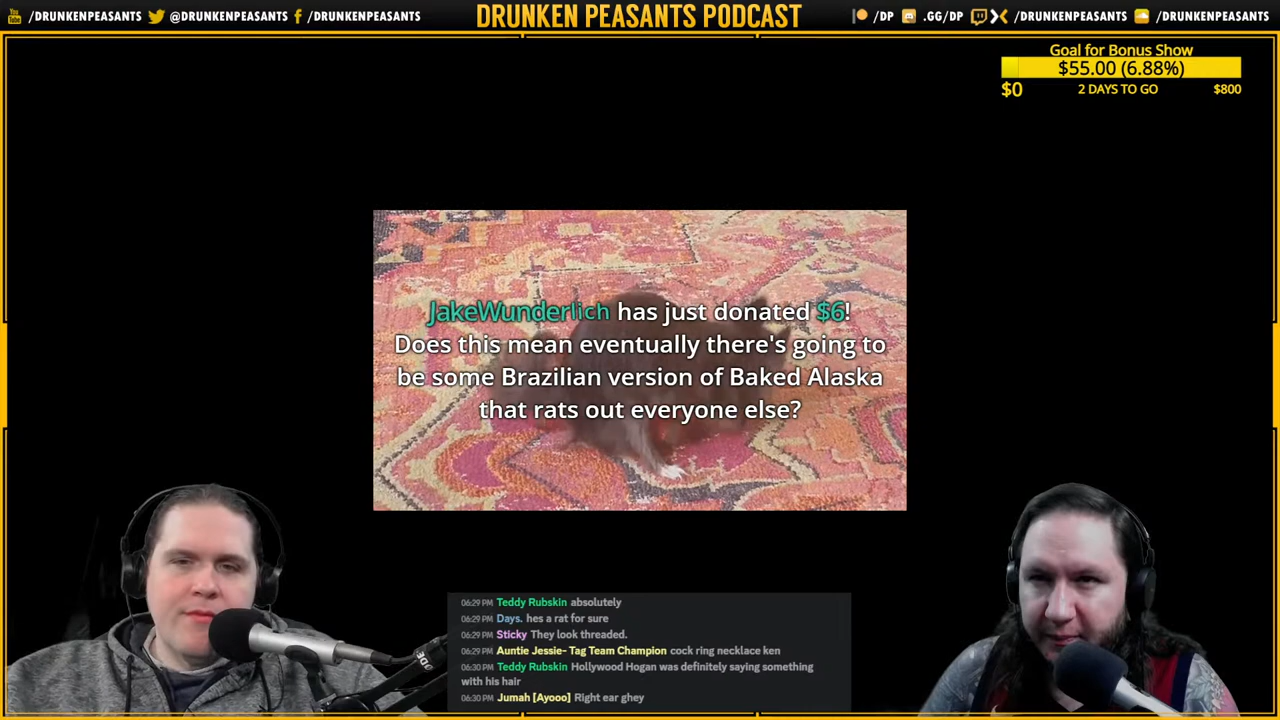 You Tube /DRUNKENPEASANTS @DRUNKENPEASANTS /DRUNKENPEASANTS
DRUNKEN PEASANTS PODCAST
/DP .GG/DP /DRUNKENPEASANTS /DRUNKENPEASANTS
Goal for Bonus Show
$55.00 (6.88%)
$0 2 DAYS TO GO $800
JakeWunderlich has just donated $6!
Does this mean eventually there's going to
be some Brazilian version of Baked Alaska
that rats out everyone else?
06:29 PM Teddy Rubskin absolutely
06:29 PM Days. hes a rat for sure
06:29 PM Sticky They look threaded.
06:29 PM Auntie Jessie- Tag Team Champion cock ring necklace ken
06:30 PM Teddy Rubskin Hollywood Hogan was definitely saying something
with his hair
06:30 PM Jumah [Ayooo] Right ear ghey